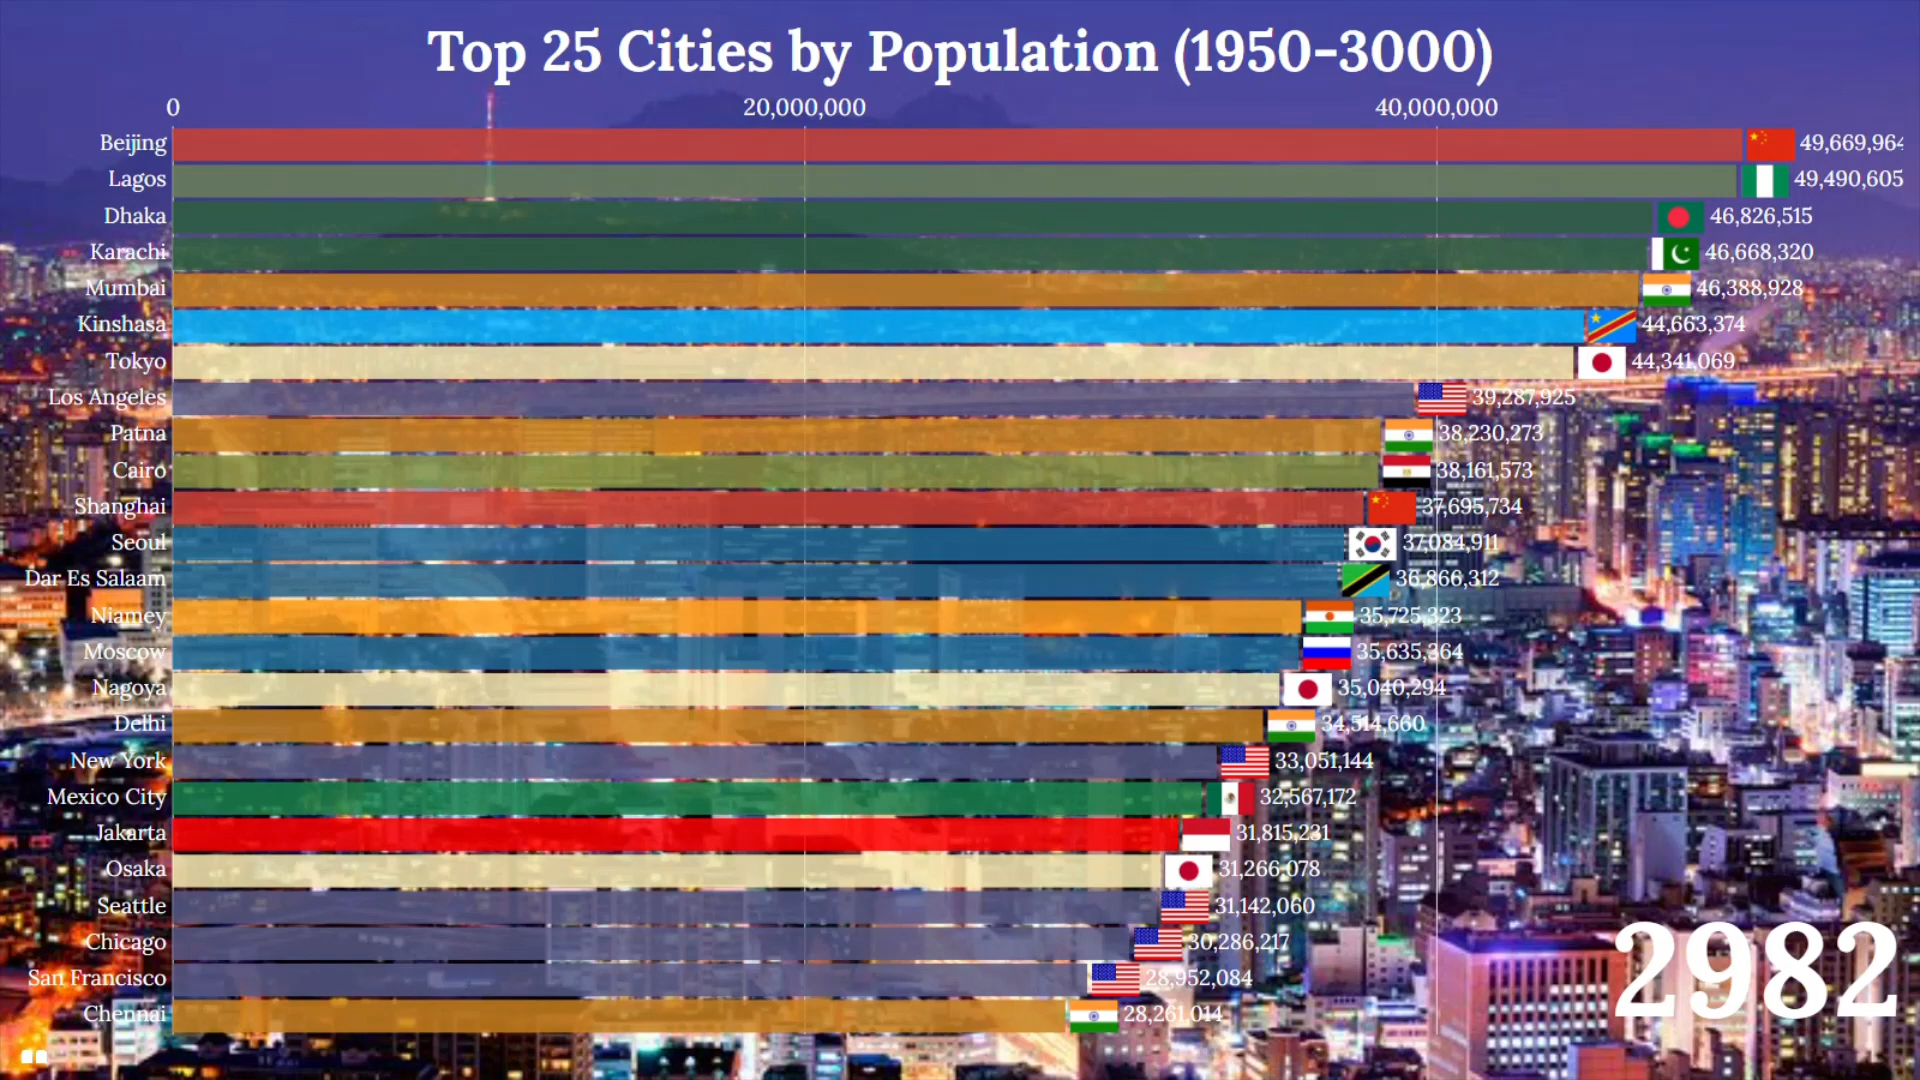 Top 25 Cities by Population (1950-3000)
0 20,000,000 40,000,000
Beijing 49,669,964
Lagos 49,490,605
Dhaka 46,826,515
Karachi 46,668,320
Mumbai 46,388,928
Kinshasa 44,663,374
Tokyo 44,341,069
Los Angeles 39,287,925
Patna 38,230,273
Cairo 38,161,573
Shanghai 37,695,734
Seoul 37,084,911
Dar Es Salaam 36,866,312
Niamey 35,725,323
Moscow 35,635,364
Nagoya 35,040,294
Delhi 34,514,660
New York 33,051,144
Mexico City 32,567,172
Jakarta 31,815,231
Osaka 31,266,078
Seattle 31,142,060
Chicago 30,286,217
San Francisco 28,952,084
Chennai 28,261,014
2982